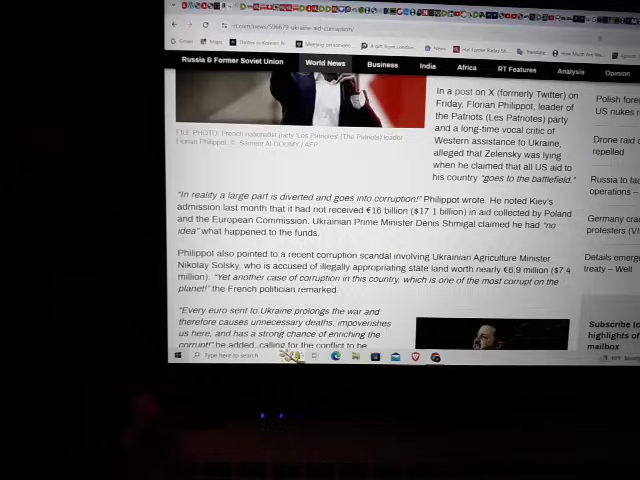 rt.com/news/596679-ukraine-aid-corruption/
Gmail
Maps
News
Translate
Russia & Former Soviet Union
World News
Business
India
Africa
RT Features
Analysis
Opinion
FILE PHOTO: French nationalist party 'Les Patriotes' (The Patriots) leader
Florian Philippot. © Sameer Al-DOUMY / AFP
In a post on X (formerly Twitter) on
Friday, Florian Philippot, leader of
the Patriots (Les Patriotes) party
and a long-time vocal critic of
Western assistance to Ukraine,
alleged that Zelensky was lying
when he claimed that all US aid to
his country "goes to the battlefield."
"In reality a large part is diverted and goes into corruption!" Philippot wrote. He noted Kiev's
admission last month that it had not received €16 billion ($17.1 billion) in aid collected by Poland
and the European Commission. Ukrainian Prime Minister Denis Shmigal claimed he had "no
idea" what happened to the funds.
Philippot also pointed to a recent corruption scandal involving Ukrainian Agriculture Minister
Nikolay Solsky, who is accused of illegally appropriating state land worth nearly €6.9 million ($7.4
million). "Yet another case of corruption in this country, which is one of the most corrupt on the
planet!" the French politician remarked.
"Every euro sent to Ukraine prolongs the war and
therefore causes unnecessary deaths, impoverishes
us here, and has a strong chance of enriching the
corrupt!" he added, calling for the conflict to be
Polish fore
US nukes
Drone raid
repelled
Russia to
operations –
Germany
protesters (VI
Details emerg
treaty – Welt
Subscribe to
highlights of
mailbox
Type here to search